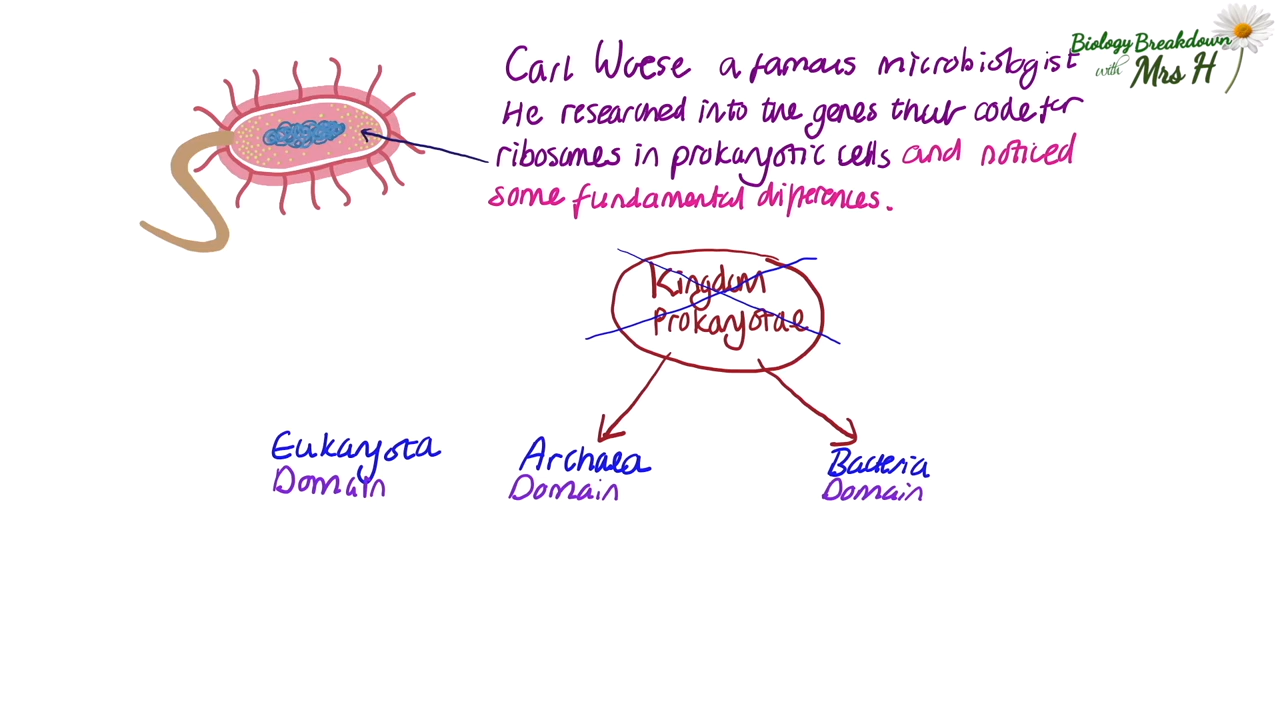 Biology Breakdown
with Mrs H
Carl Woese a famous microbiologist
He researched into the genes that code for
ribosomes in prokaryotic cells and noticed
some fundamental differences.
Kingdom
Prokaryotae
Eukaryota
Domain
Archaea
Domain
Bacteria
Domain